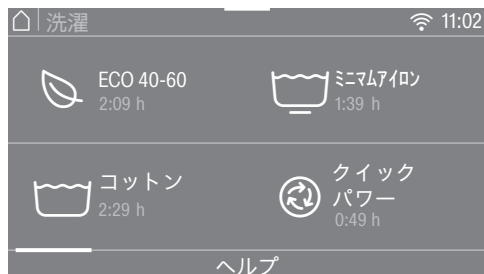 洗濯 11:02
ECO 40-60
2:09 h
ミニマムアイロン
1:39 h
コットン
2:29 h
クイック
パワー
0:49 h
ヘルプ